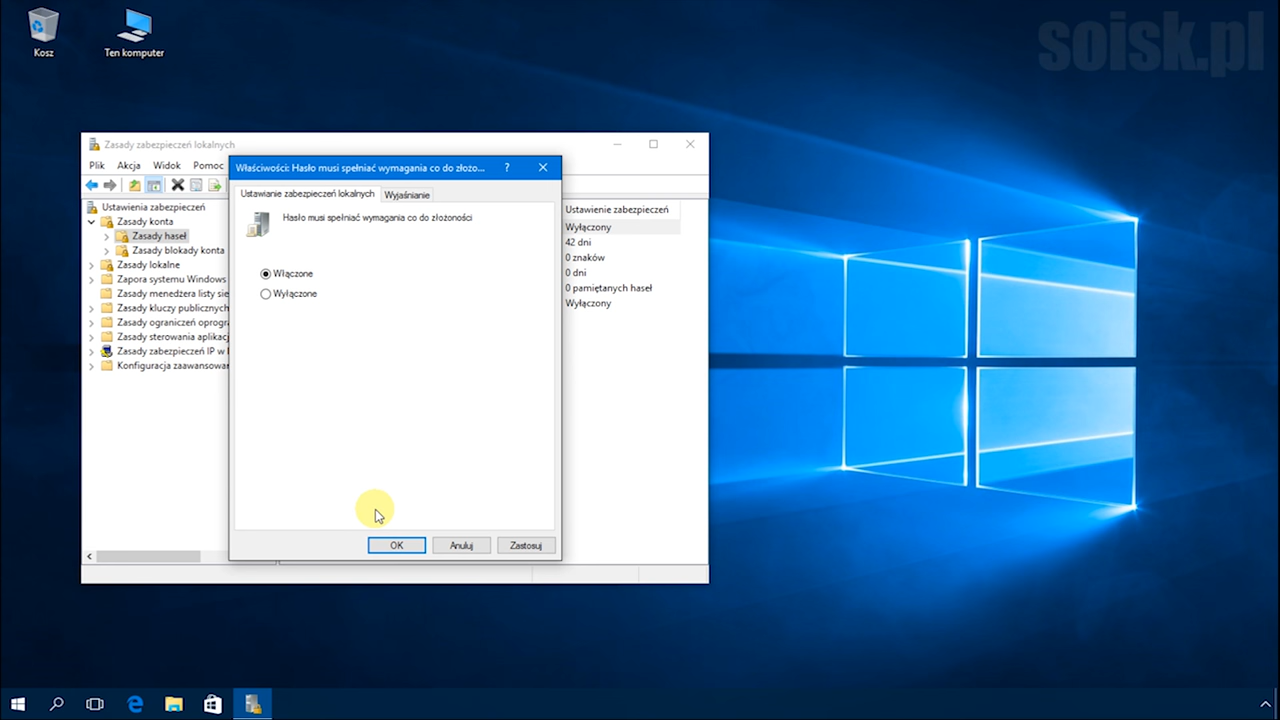 soisk.pl
Kosz
Ten komputer
Zasady zabezpieczeń lokalnych
Plik Akcja Widok Pomoc
Właściwości: Hasło musi spełniać wymagania co do złożo...
Ustawianie zabezpieczeń lokalnych
Wyjaśnianie
Hasło musi spełniać wymagania co do złożoności
Włączone
Wyłączone
OK
Anuluj
Zastosuj
Ustawienia zabezpieczeń
Zasady konta
Zasady haseł
Zasady blokady konta
Zasady lokalne
Zapora systemu Windows
Zasady menedżera listy sie
Zasady kluczy publicznych
Zasady ograniczeń oprogra
Zasady sterowania aplikacj
Zasady zabezpieczeń IP w
Konfiguracja zaawansowan
Ustawienie zabezpieczeń
Wyłączony
42 dni
0 znaków
0 dni
0 pamiętanych haseł
Wyłączony